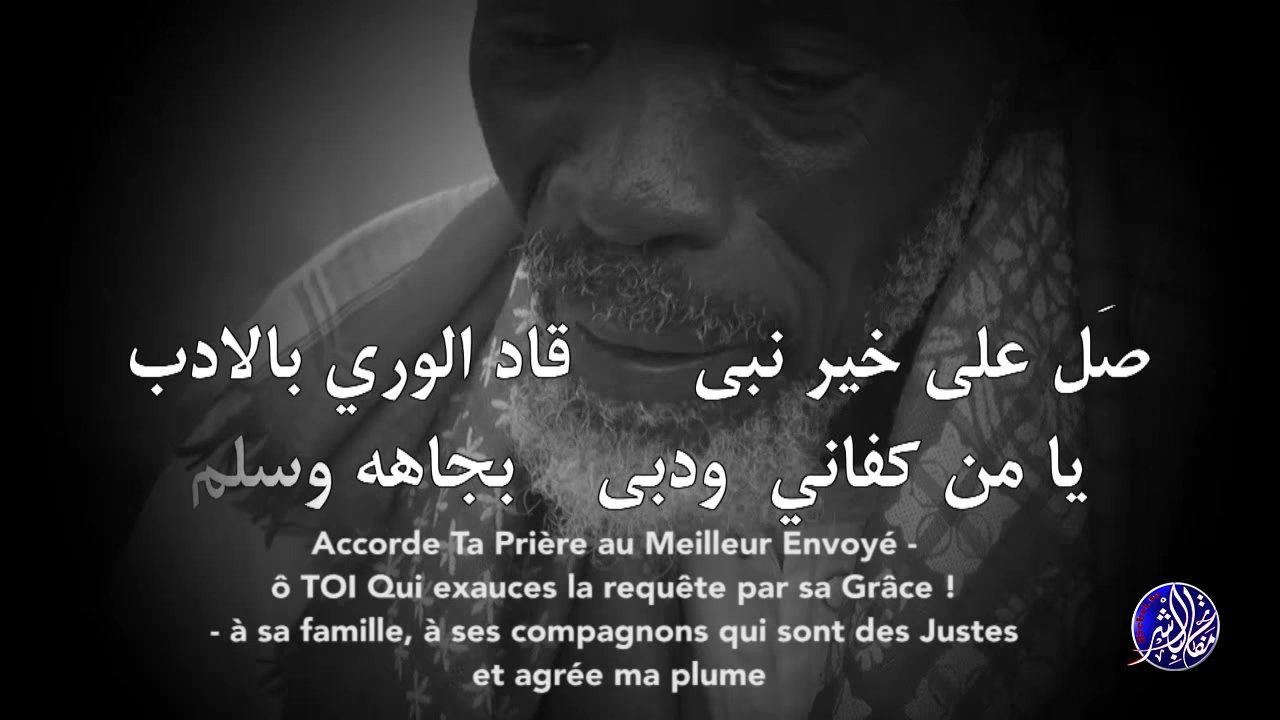 صَل على خير نبى قاد الوري بالادب
يا من كفاني ودبى بجاهه وسلم
Accorde Ta Prière au Meilleur Envoyé -
ô TOI Qui exauces la requête par sa Grâce !
- à sa famille, à ses compagnons qui sont des Justes
et agrée ma plume